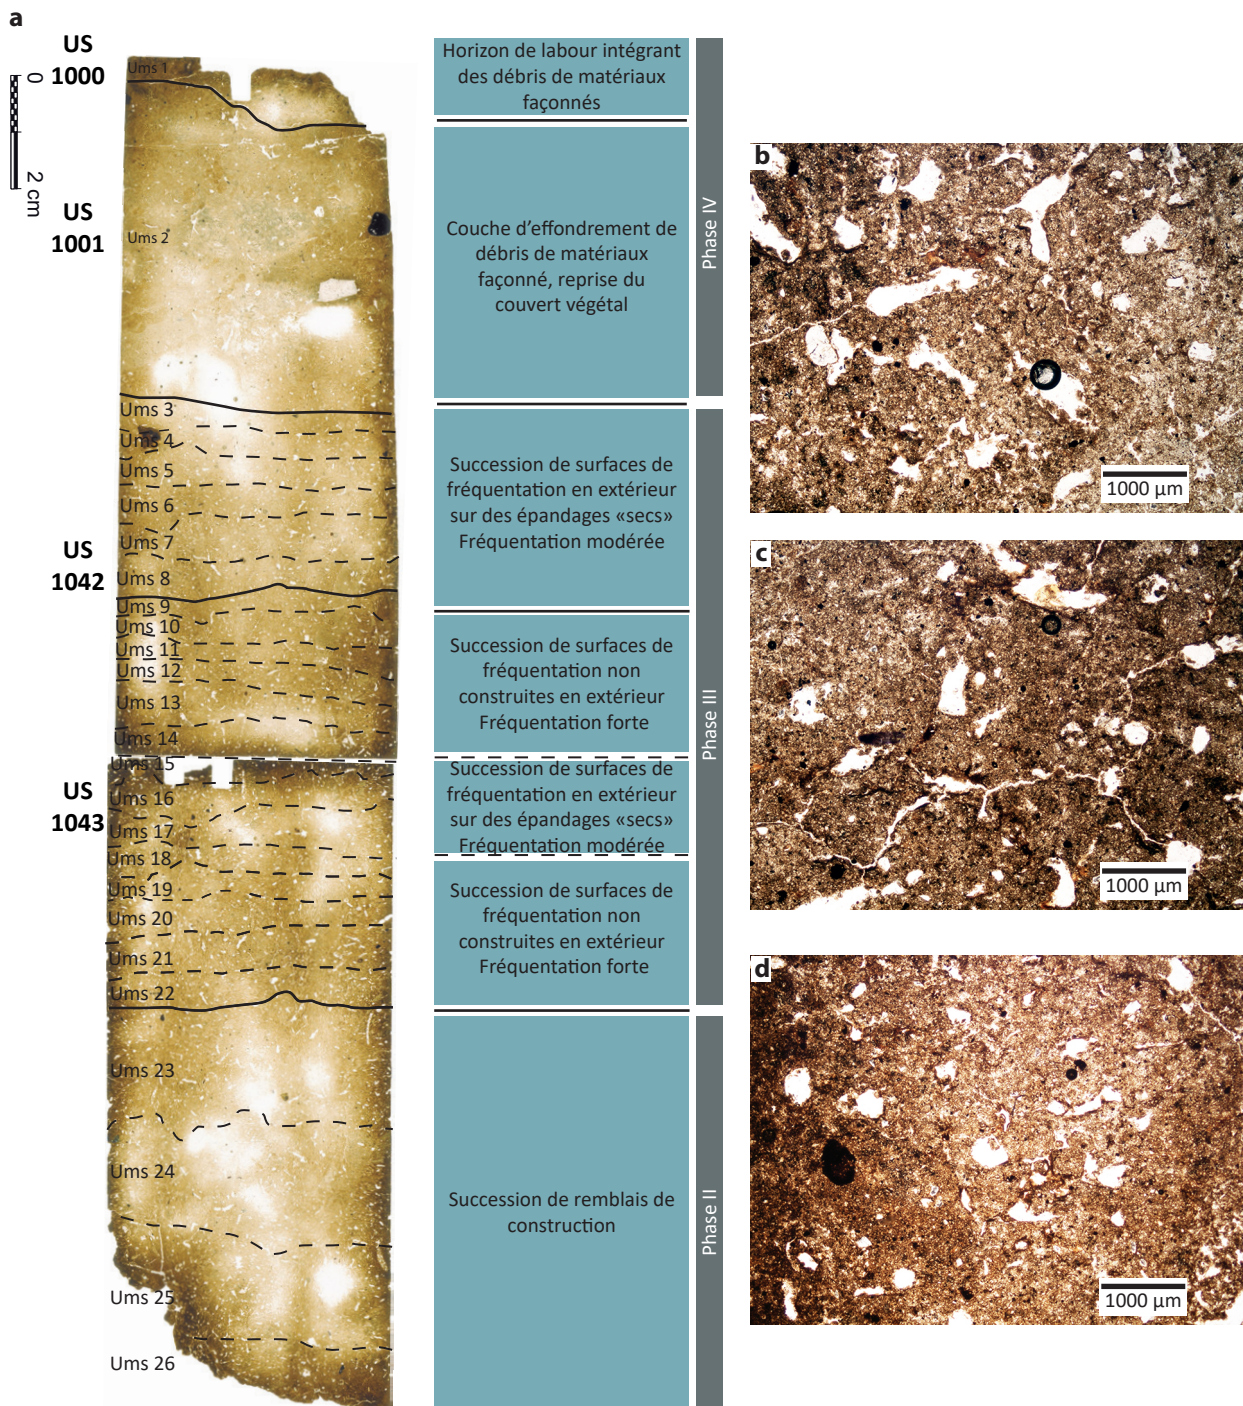 a
US
1000
0
2 cm
US
1001
US
1042
US
1043
Ums 1
Ums 2
Ums 3
Ums 4
Ums 5
Ums 6
Ums 7
Ums 8
Ums 9
Ums 10
Ums 11
Ums 12
Ums 13
Ums 14
Ums 15
Ums 16
Ums 17
Ums 18
Ums 19
Ums 20
Ums 21
Ums 22
Ums 23
Ums 24
Ums 25
Ums 26
Horizon de labour intégrant
des débris de matériaux
façonnés
Couche d'effondrement de
débris de matériaux
façonné, reprise du
couvert végétal
Succession de surfaces de
fréquentation en extérieur
sur des épandages «secs»
Fréquentation modérée
Succession de surfaces de
fréquentation non
construites en extérieur
Fréquentation forte
Succession de surfaces de
fréquentation en extérieur
sur des épandages «secs»
Fréquentation modérée
Succession de surfaces de
fréquentation non
construites en extérieur
Fréquentation forte
Succession de remblais de
construction
Phase IV
Phase III
Phase II
b
1000 µm
c
1000 µm
d
1000 µm